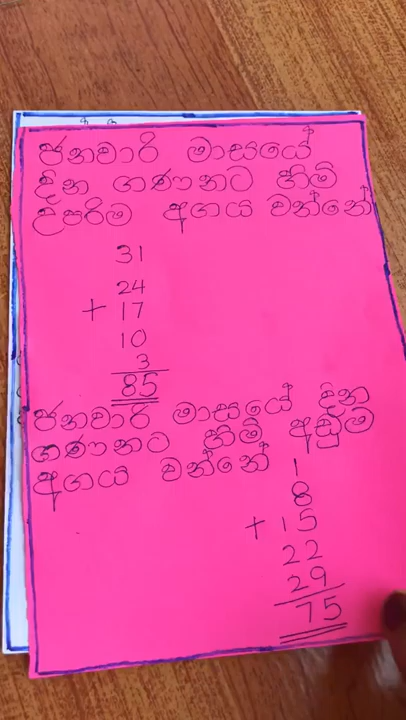 ජනවාරි මාසයේ
දින ගණනට හිමි
උපරිම අගය වන්නේ
31
24
+ 17
10
3
85
ජනවාරි මාසයේ දින
ගණනට හිමි අඩුම
අගය වන්නේ
1
8
+ 15
22
29
75